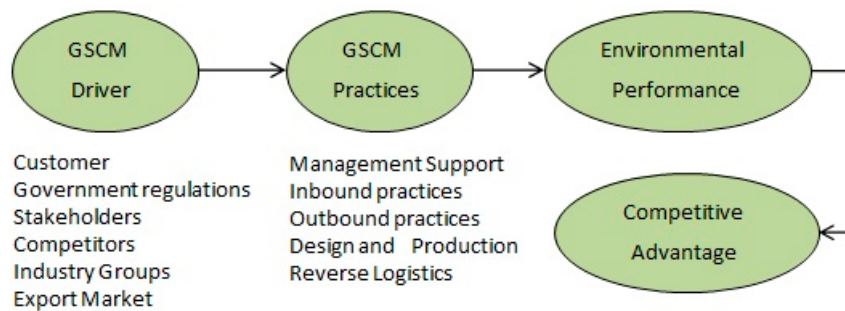 GSCM
Driver
GSCM
Practices
Environmental
Performance
Customer
Government regulations
Stakeholders
Competitors
Industry Groups
Export Market
Management Support
Inbound practices
Outbound practices
Design and Production
Reverse Logistics
Competitive
Advantage